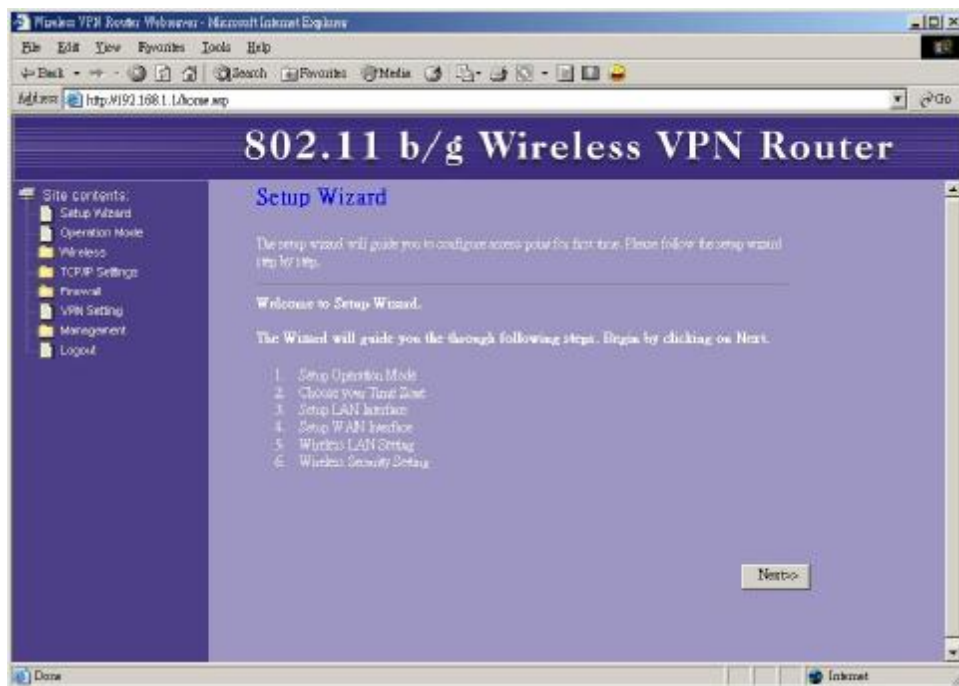 Wireless VPN Router Webserver - Microsoft Internet Explorer
File Edit View Favorites Tools Help
Back Search Favorites Media
Address http://192.168.1.1/home.asp Go
802.11 b/g Wireless VPN Router
Site contents:
Setup Wizard
Operation Mode
Wireless
TCP/IP Settings
Firewall
VPN Setting
Management
Logout
Setup Wizard
The setup wizard will guide you to configure access point for first time. Please follow the setup wizard
step by step.
Welcome to Setup Wizard.
The Wizard will guide you the through following steps. Begin by clicking on Next.
1. Setup Operation Mode
2. Choose your Time Zone
3. Setup LAN Interface
4. Setup WAN Interface
5. Wireless LAN Setting
6. Wireless Security Setting
Next>>
Done Internet